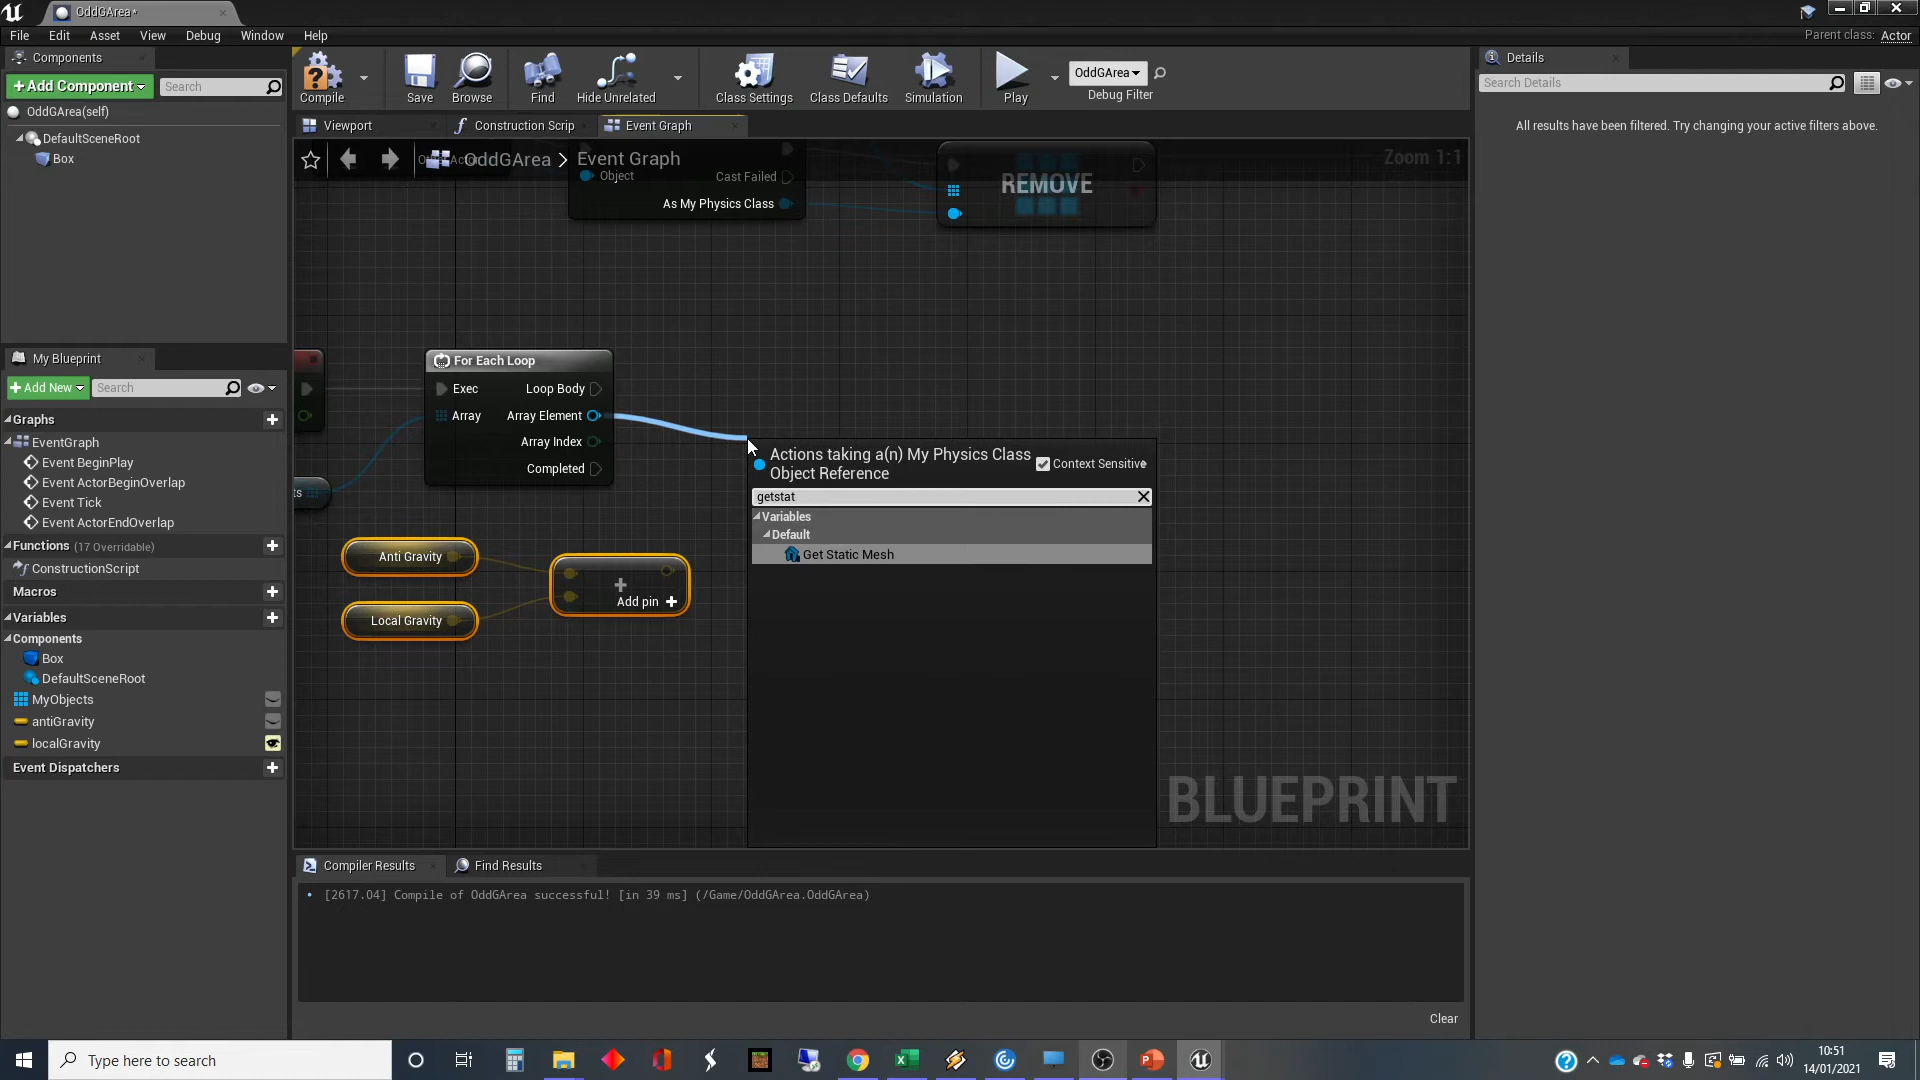 OddGArea*
File Edit Asset View Debug Window Help
Parent class: Actor
Components
Add Component
Search
OddGArea(self)
DefaultSceneRoot
Box
Compile
Save
Browse
Find
Hide Unrelated
Class Settings
Class Defaults
Simulation
Play
OddGArea
Debug Filter
Details
Search Details
All results have been filtered. Try changing your active filters above.
Viewport
Construction Scrip
Event Graph
OddGArea > Event Graph
Zoom 1:1
Object
Cast Failed
As My Physics Class
REMOVE
My Blueprint
Add New
Search
Graphs
EventGraph
Event BeginPlay
Event ActorBeginOverlap
Event Tick
Event ActorEndOverlap
Functions (17 Overridable)
ConstructionScript
Macros
Variables
Components
Box
DefaultSceneRoot
MyObjects
antiGravity
localGravity
Event Dispatchers
For Each Loop
Exec Loop Body
Array Array Element
Array Index
Completed
ts
Anti Gravity
Local Gravity
Add pin
Actions taking a(n) My Physics Class
Object Reference
Context Sensitive
getstat
Variables
Default
Get Static Mesh
BLUEPRINT
Compiler Results
Find Results
[2617.04] Compile of OddGArea successful! [in 39 ms] (/Game/OddGArea.OddGArea)
Clear
Type here to search
10:51
14/01/2021